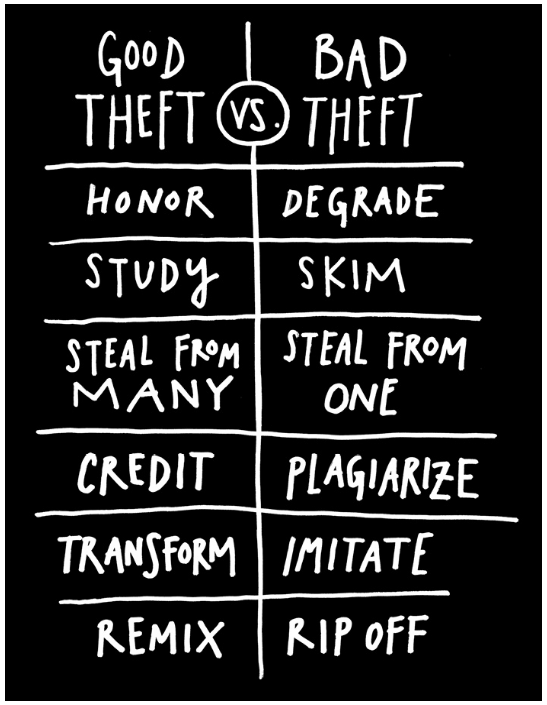 GOOD THEFT VS. BAD THEFT
HONOR DEGRADE
STUDY SKIM
STEAL FROM MANY STEAL FROM ONE
CREDIT PLAGIARIZE
TRANSFORM IMITATE
REMIX RIP OFF